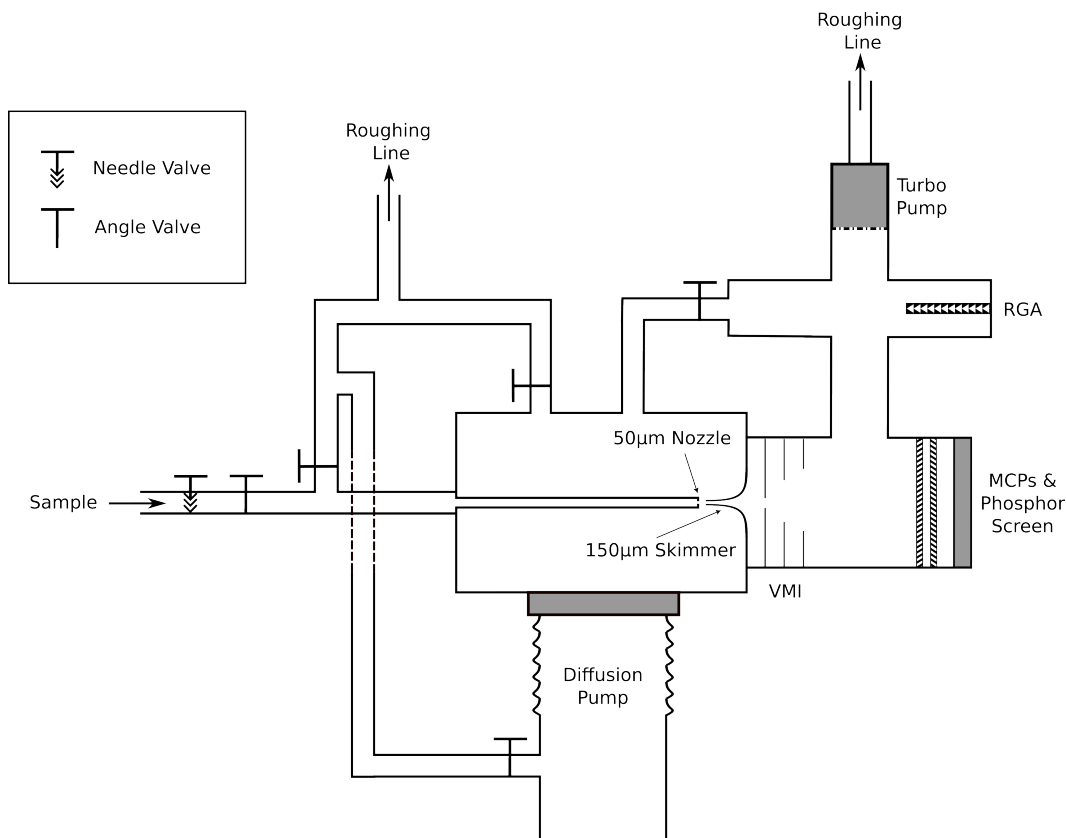 Roughing
Line
Roughing
Line
Needle Valve
Angle Valve
Turbo
Pump
RGA
50μm Nozzle
Sample
MCPs &
Phosphor
Screen
150μm Skimmer
VMI
Diffusion
Pump